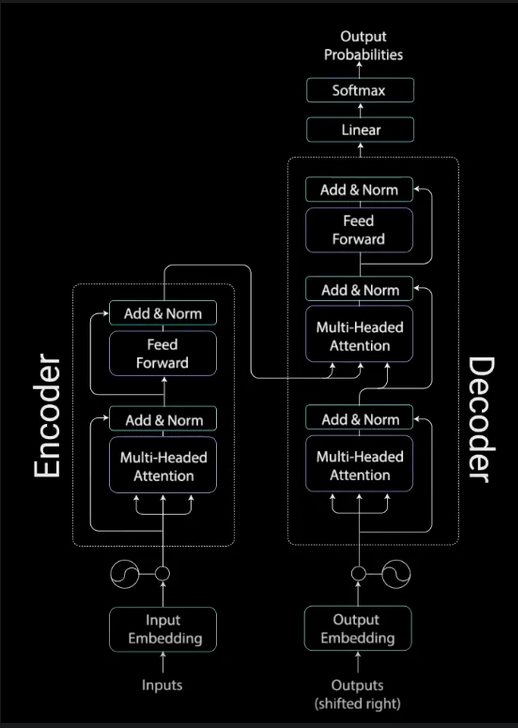 Output
Probabilities
Softmax
Linear
Add & Norm
Feed
Forward
Add & Norm
Multi-Headed
Attention
Add & Norm
Multi-Headed
Attention
Decoder
Encoder
Add & Norm
Feed
Forward
Add & Norm
Multi-Headed
Attention
Input
Embedding
Inputs
Output
Embedding
Outputs
(shifted right)